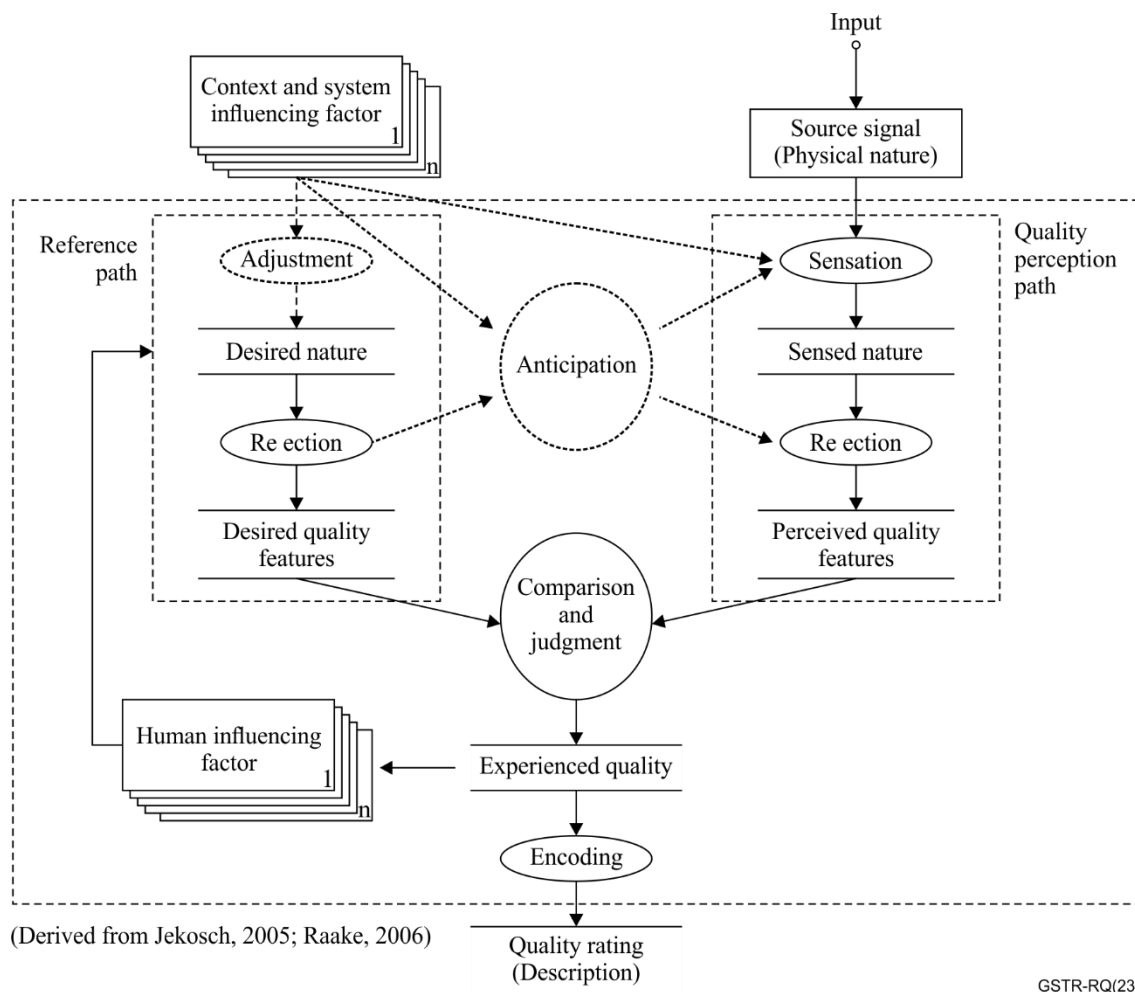 Input
Context and system
influencing factor
1
n
Source signal
(Physical nature)
Reference
path
Quality
perception
path
Adjustment
Sensation
Desired nature
Anticipation
Sensed nature
Re ection
Re ection
Desired quality
features
Perceived quality
features
Comparison
and
judgment
Human influencing
factor
1
n
Experienced quality
Encoding
(Derived from Jekosch, 2005; Raake, 2006)
Quality rating
(Description)
GSTR-RQ(23